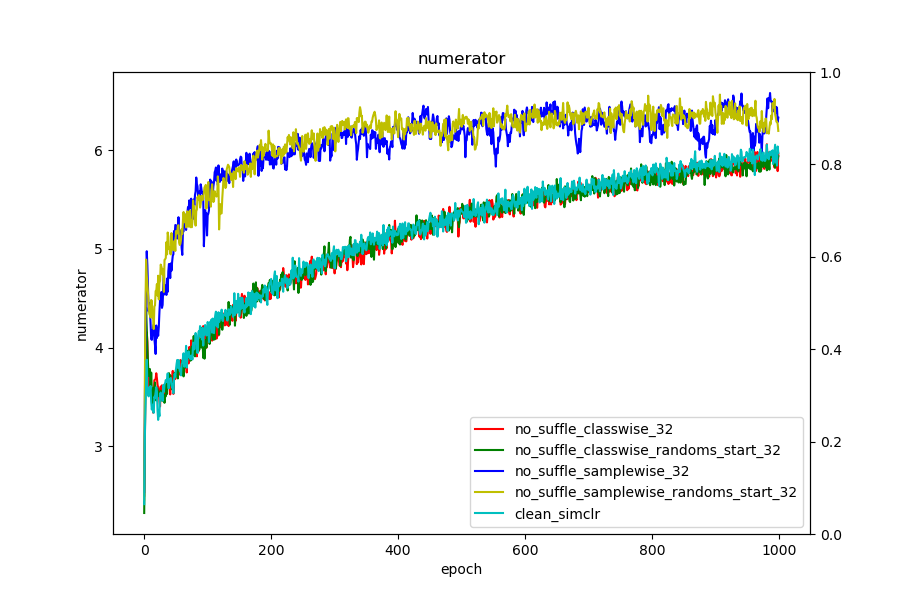 numerator
1.0
6
0.8
5
0.6
numerator
4
0.4
3
0.2
0.0
no_suffle_classwise_32
no_suffle_classwise_randoms_start_32
no_suffle_samplewise_32
no_suffle_samplewise_randoms_start_32
clean_simclr
0 200 400 600 800 1000
epoch